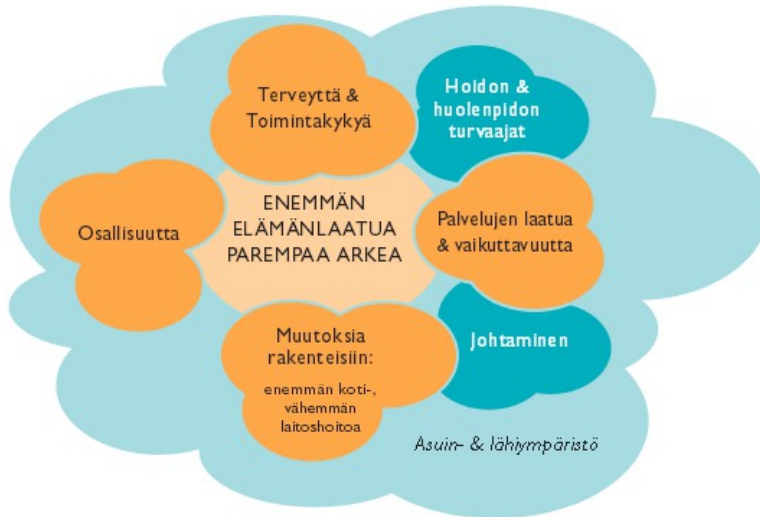 Terveyttä &
Toimintakykyä
Hoidon &
huolenpidon
turvaajat
ENEMMÄN
ELÄMÄNLAATUA
PAREMPAA ARKEA
Osallisuutta
Palvelujen laatua
& vaikuttavuutta
Muutoksia
rakenteisiin:
enemmän koti-,
vähemmän
laitoshoitoa
Johtaminen
Asuin- & lähiympäristö